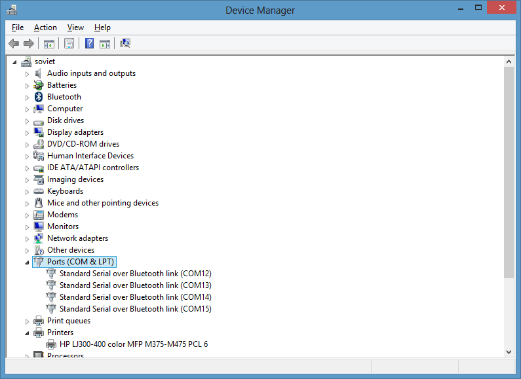 Device Manager
File Action View Help
soviet
Audio inputs and outputs
Batteries
Bluetooth
Computer
Disk drives
Display adapters
DVD/CD-ROM drives
Human Interface Devices
IDE ATA/ATAPI controllers
Imaging devices
Keyboards
Mice and other pointing devices
Modems
Monitors
Network adapters
Other devices
Ports (COM & LPT)
Standard Serial over Bluetooth link (COM12)
Standard Serial over Bluetooth link (COM13)
Standard Serial over Bluetooth link (COM14)
Standard Serial over Bluetooth link (COM15)
Print queues
Printers
HP LJ300-400 color MFP M375-M475 PCL 6
Processors